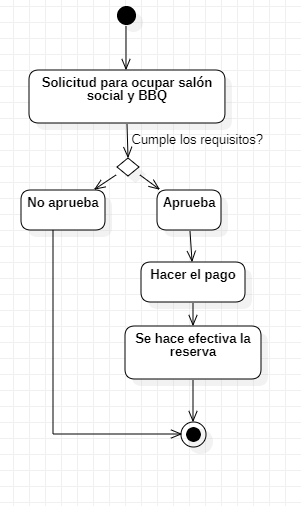 Solicitud para ocupar salón
social y BBQ
Cumple los requisitos?
No aprueba
Aprueba
Hacer el pago
Se hace efectiva la
reserva